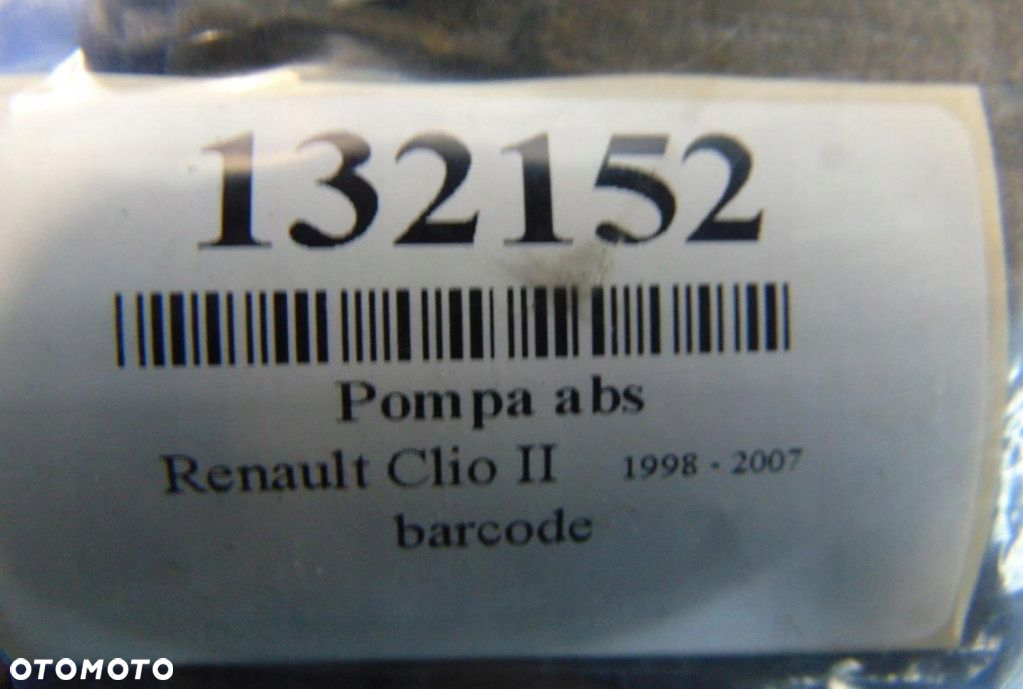 132152
Pompa abs
Renault Clio II 1998 - 2007
barcode
OTOMOTO